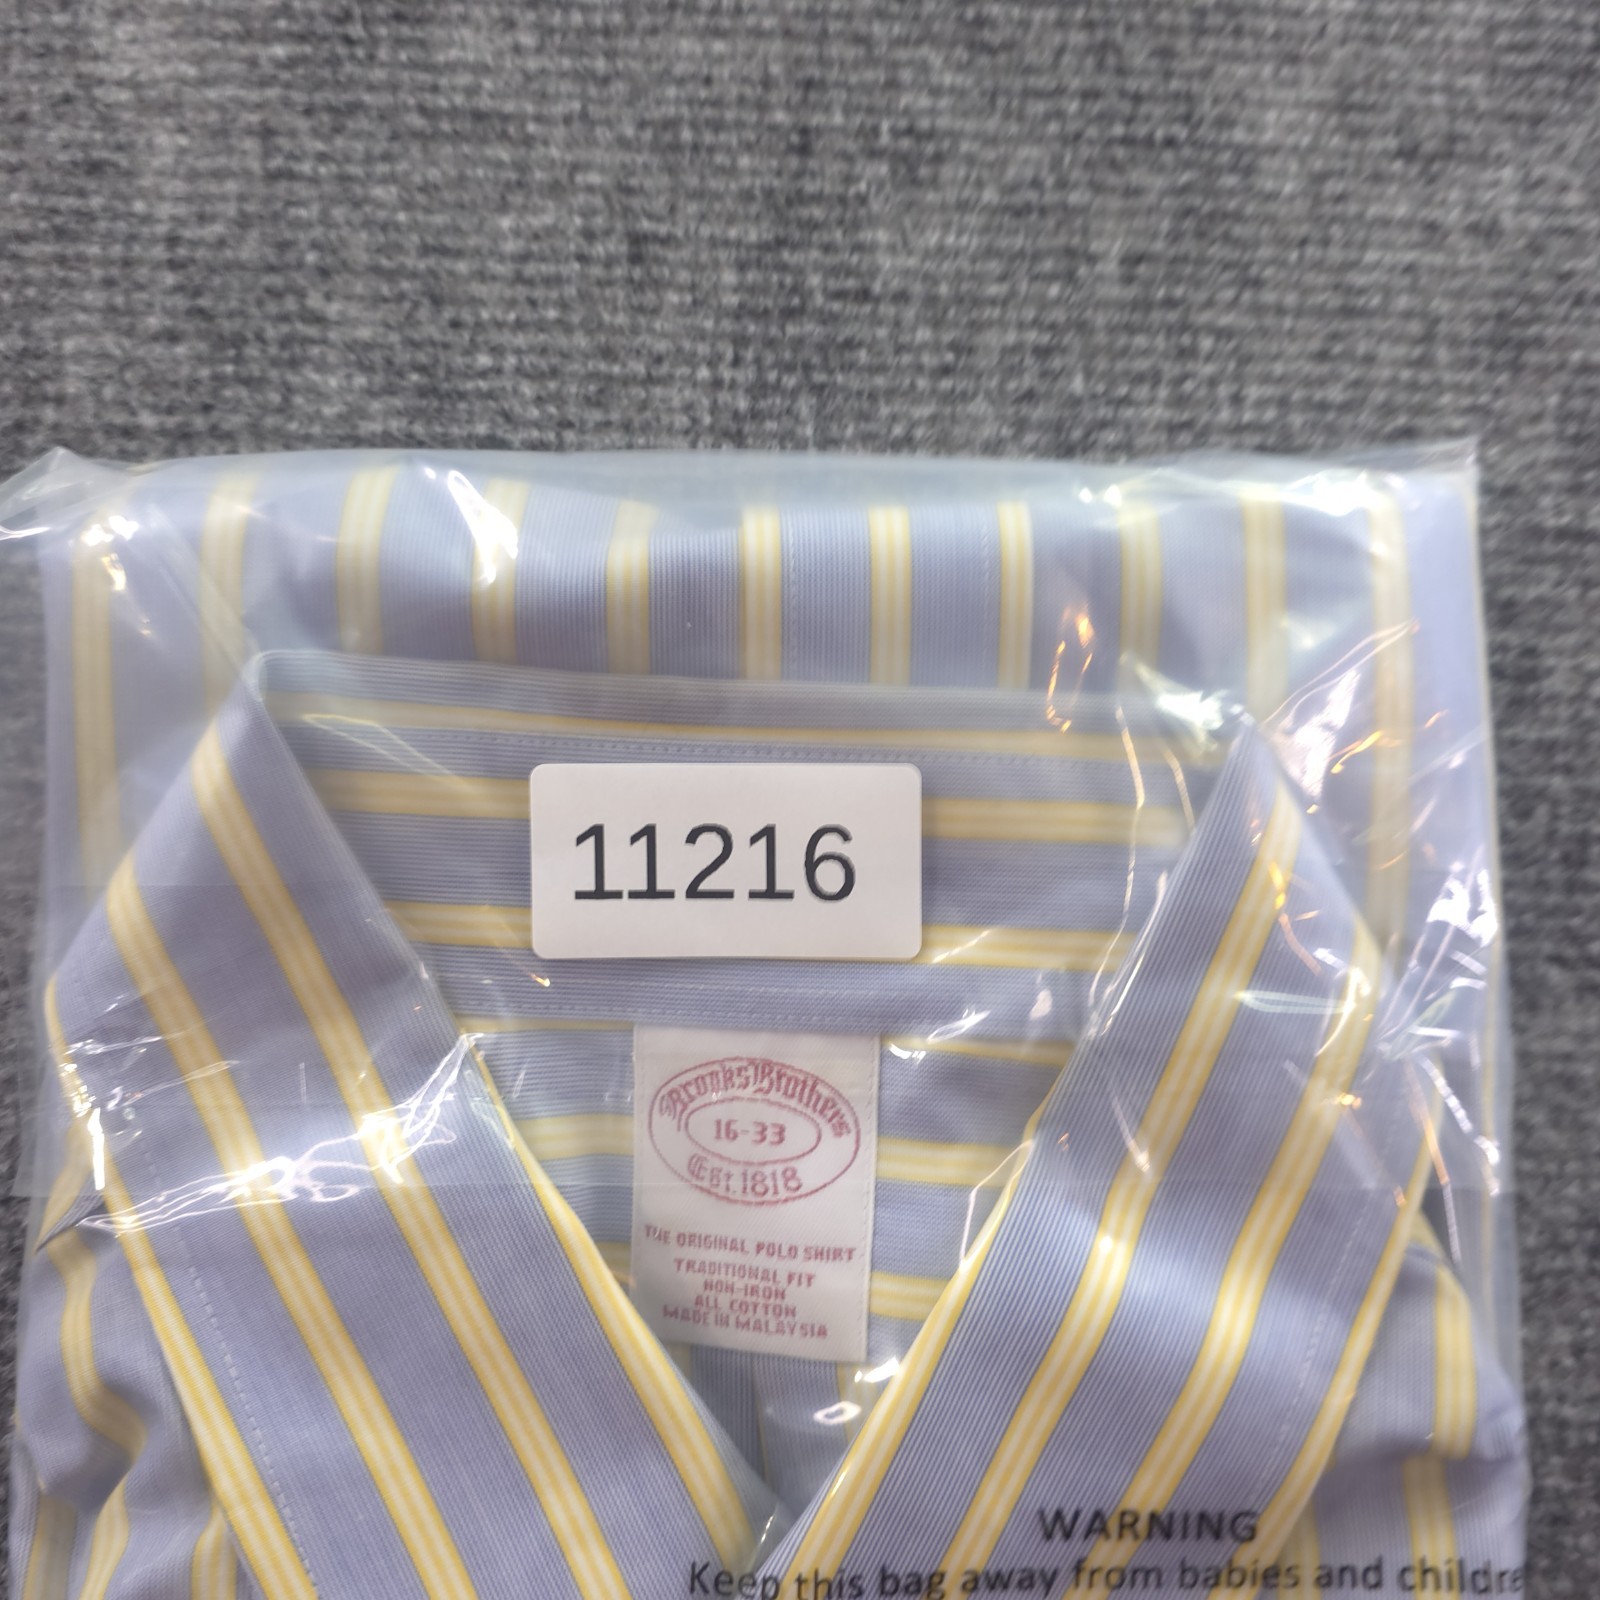 11216
Brooks Brothers
16-33
Est. 1818
THE ORIGINAL POLO SHIRT
TRADITIONAL FIT
NON-IRON
ALL COTTON
MADE IN MALAYSIA
WARNING
Keep this bag away from babies and childre